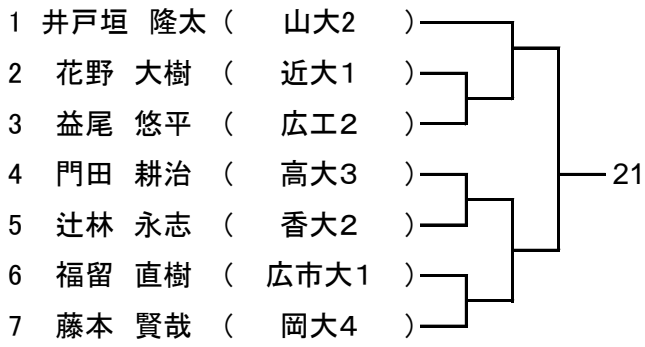 1 井戸垣 隆太 ( 山大2 )
2 花野 大樹 ( 近大1 )
3 益尾 悠平 ( 広工2 )
4 門田 耕治 ( 高大3 )
21
5 辻林 永志 ( 香大2 )
6 福留 直樹 ( 広市大1 )
7 藤本 賢哉 ( 岡大4 )